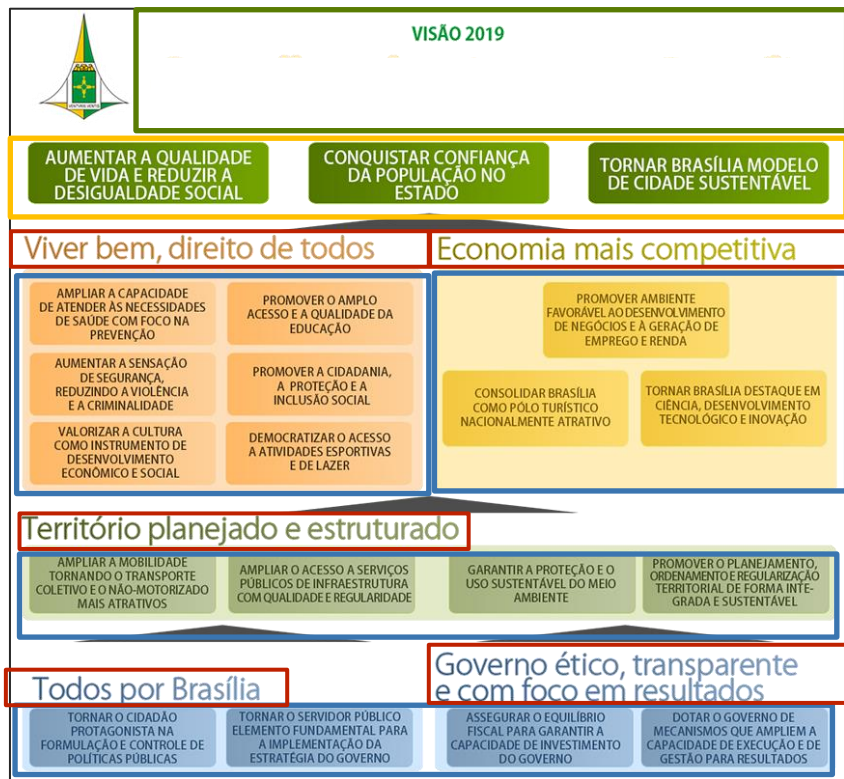 VISÃO 2019
AUMENTAR A QUALIDADE
DE VIDA E REDUZIR A
DESIGUALDADE SOCIAL
CONQUISTAR CONFIANÇA
DA POPULAÇÃO NO
ESTADO
TORNAR BRASÍLIA MODELO
DE CIDADE SUSTENTÁVEL
Viver bem, direito de todos
AMPLIAR A CAPACIDADE
DE ATENDER ÀS NECESSIDADES
DE SAÚDE COM FOCO NA
PREVENÇÃO
PROMOVER O AMPLO
ACESSO E A QUALIDADE DA
EDUCAÇÃO
AUMENTAR A SENSAÇÃO
DE SEGURANÇA,
REDUZINDO A VIOLÊNCIA
E A CRIMINALIDADE
PROMOVER A CIDADANIA,
A PROTEÇÃO E A
INCLUSÃO SOCIAL
VALORIZAR A CULTURA
COMO INSTRUMENTO DE
DESENVOLVIMENTO
ECONÔMICO E SOCIAL
DEMOCRATIZAR O ACESSO
A ATIVIDADES ESPORTIVAS
E DE LAZER
Economia mais competitiva
PROMOVER AMBIENTE
FAVORÁVEL AO DESENVOLVIMENTO
DE NEGÓCIOS E À GERAÇÃO DE
EMPREGO E RENDA
CONSOLIDAR BRASÍLIA
COMO PÓLO TURÍSTICO
NACIONALMENTE ATRATIVO
TORNAR BRASÍLIA DESTAQUE EM
CIÊNCIA, DESENVOLVIMENTO
TECNOLÓGICO E INOVAÇÃO
Território planejado e estruturado
AMPLIAR A MOBILIDADE
TORNANDO O TRANSPORTE
COLETIVO E O NÃO-MOTORIZADO
MAIS ATRATIVOS
AMPLIAR O ACESSO A SERVIÇOS
PÚBLICOS DE INFRAESTRUTURA
COM QUALIDADE E REGULARIDADE
GARANTIR A PROTEÇÃO E O
USO SUSTENTÁVEL DO MEIO
AMBIENTE
PROMOVER O PLANEJAMENTO,
ORDENAMENTO E REGULARIZAÇÃO
TERRITORIAL DE FORMA INTE-
GRADA E SUSTENTÁVEL
Todos por Brasília
TORNAR O CIDADÃO
PROTAGONISTA NA
FORMULAÇÃO E CONTROLE DE
POLÍTICAS PÚBLICAS
TORNAR O SERVIDOR PÚBLICO
ELEMENTO FUNDAMENTAL PARA
A IMPLEMENTAÇÃO DA
ESTRATÉGIA DO GOVERNO
Governo ético, transparente
e com foco em resultados
ASSEGURAR O EQUILÍBRIO
FISCAL PARA GARANTIR A
CAPACIDADE DE INVESTIMENTO
DO GOVERNO
DOTAR O GOVERNO DE
MECANISMOS QUE AMPLIEM A
CAPACIDADE DE EXECUÇÃO E DE
GESTÃO PARA RESULTADOS